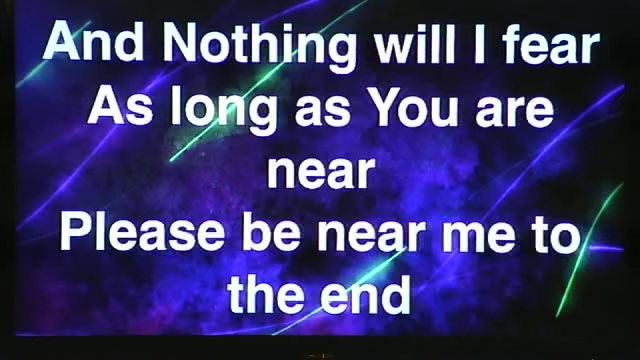 And Nothing will I fear
As long as You are
near
Please be near me to
the end